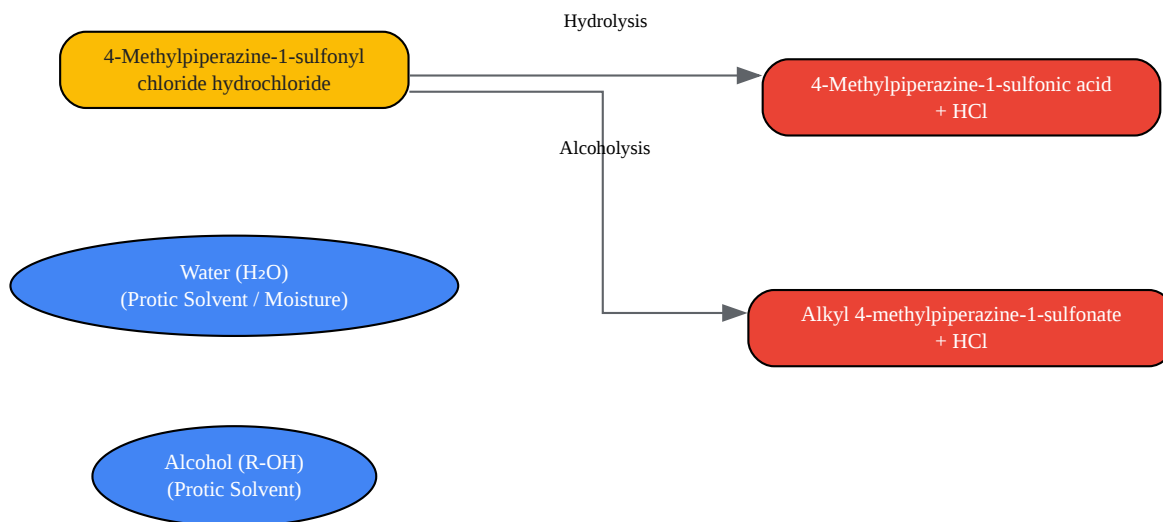 Hydrolysis
4-Methylpiperazine-1-sulfonyl
chloride hydrochloride
4-Methylpiperazine-1-sulfonic acid
+ HCl
Alcoholysis
Water (H₂O)
(Protic Solvent / Moisture)
Alkyl 4-methylpiperazine-1-sulfonate
+ HCl
Alcohol (R-OH)
(Protic Solvent)